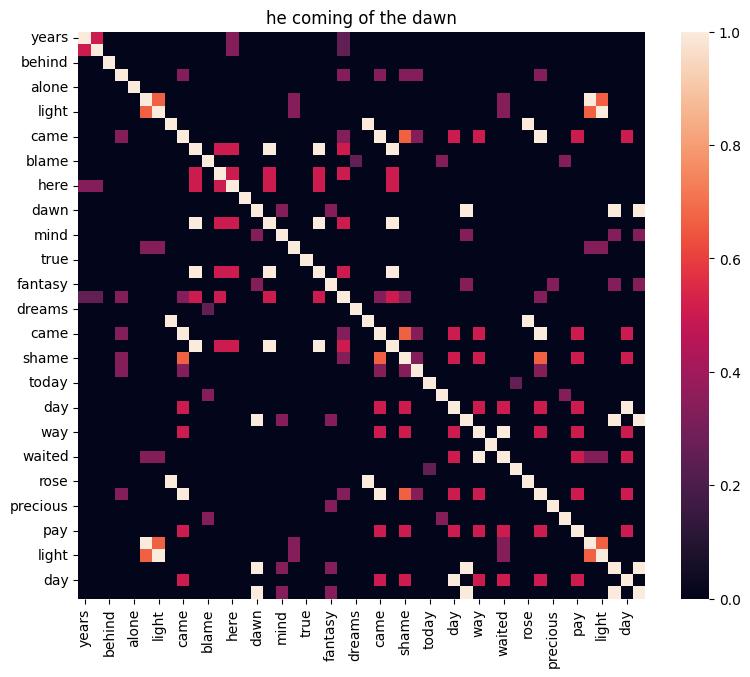 he coming of the dawn
years
behind
alone
light
came
blame
here
dawn
mind
true
fantasy
dreams
came
shame
today
day
way
waited
rose
precious
pay
light
day
years
behind
alone
light
came
blame
here
dawn
mind
true
fantasy
dreams
came
shame
today
day
way
waited
rose
precious
pay
light
day
1.0
0.8
0.6
0.4
0.2
0.0